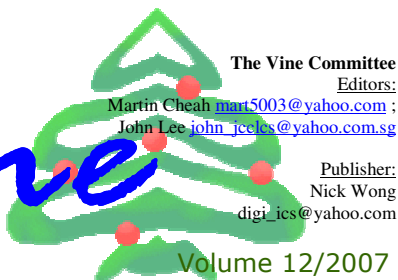 The Vine Committee
Editors:
Martin Cheah mart5003@yahoo.com ;
John Lee john_jcelcs@yahoo.com.sg
Publisher:
Nick Wong
digi_ics@yahoo.com
ne
Volume 12/2007